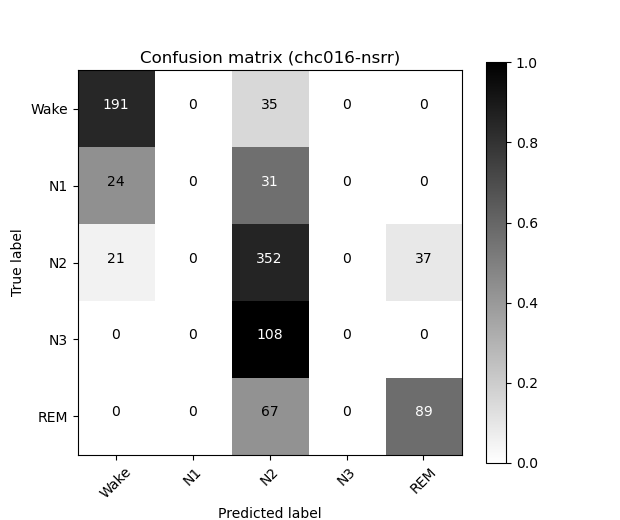 Confusion matrix (chc016-nsrr)
True label
Wake 191 0 35 0 0
N1 24 0 31 0 0
N2 21 0 352 0 37
N3 0 0 108 0 0
REM 0 0 67 0 89
Wake N1 N2 N3 REM
Predicted label
1.0
0.8
0.6
0.4
0.2
0.0